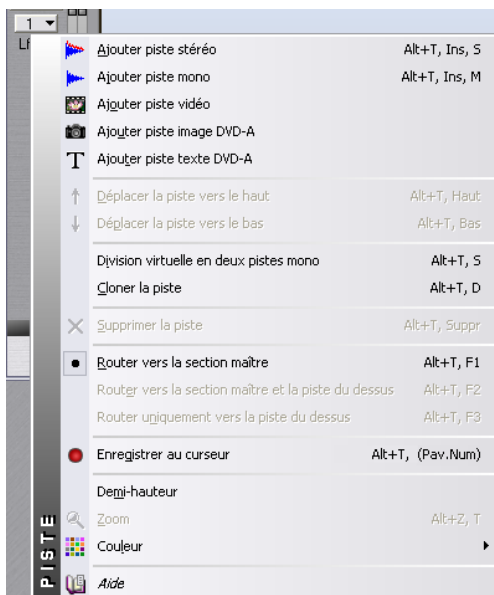 1
Lf
Ajouter piste stéréo Alt+T, Ins, S
Ajouter piste mono Alt+T, Ins, M
Ajouter piste vidéo
Ajouter piste image DVD-A
T Ajouter piste texte DVD-A
Déplacer la piste vers le haut Alt+T, Haut
Déplacer la piste vers le bas Alt+T, Bas
Division virtuelle en deux pistes mono Alt+T, S
Cloner la piste Alt+T, D
Supprimer la piste Alt+T, Suppr
Router vers la section maître Alt+T, F1
Router vers la section maître et la piste du dessus Alt+T, F2
Router uniquement vers la piste du dessus Alt+T, F3
Enregistrer au curseur Alt+T, (Pav.Num)
Demi-hauteur
Zoom Alt+Z, T
Couleur
Aide
PISTE